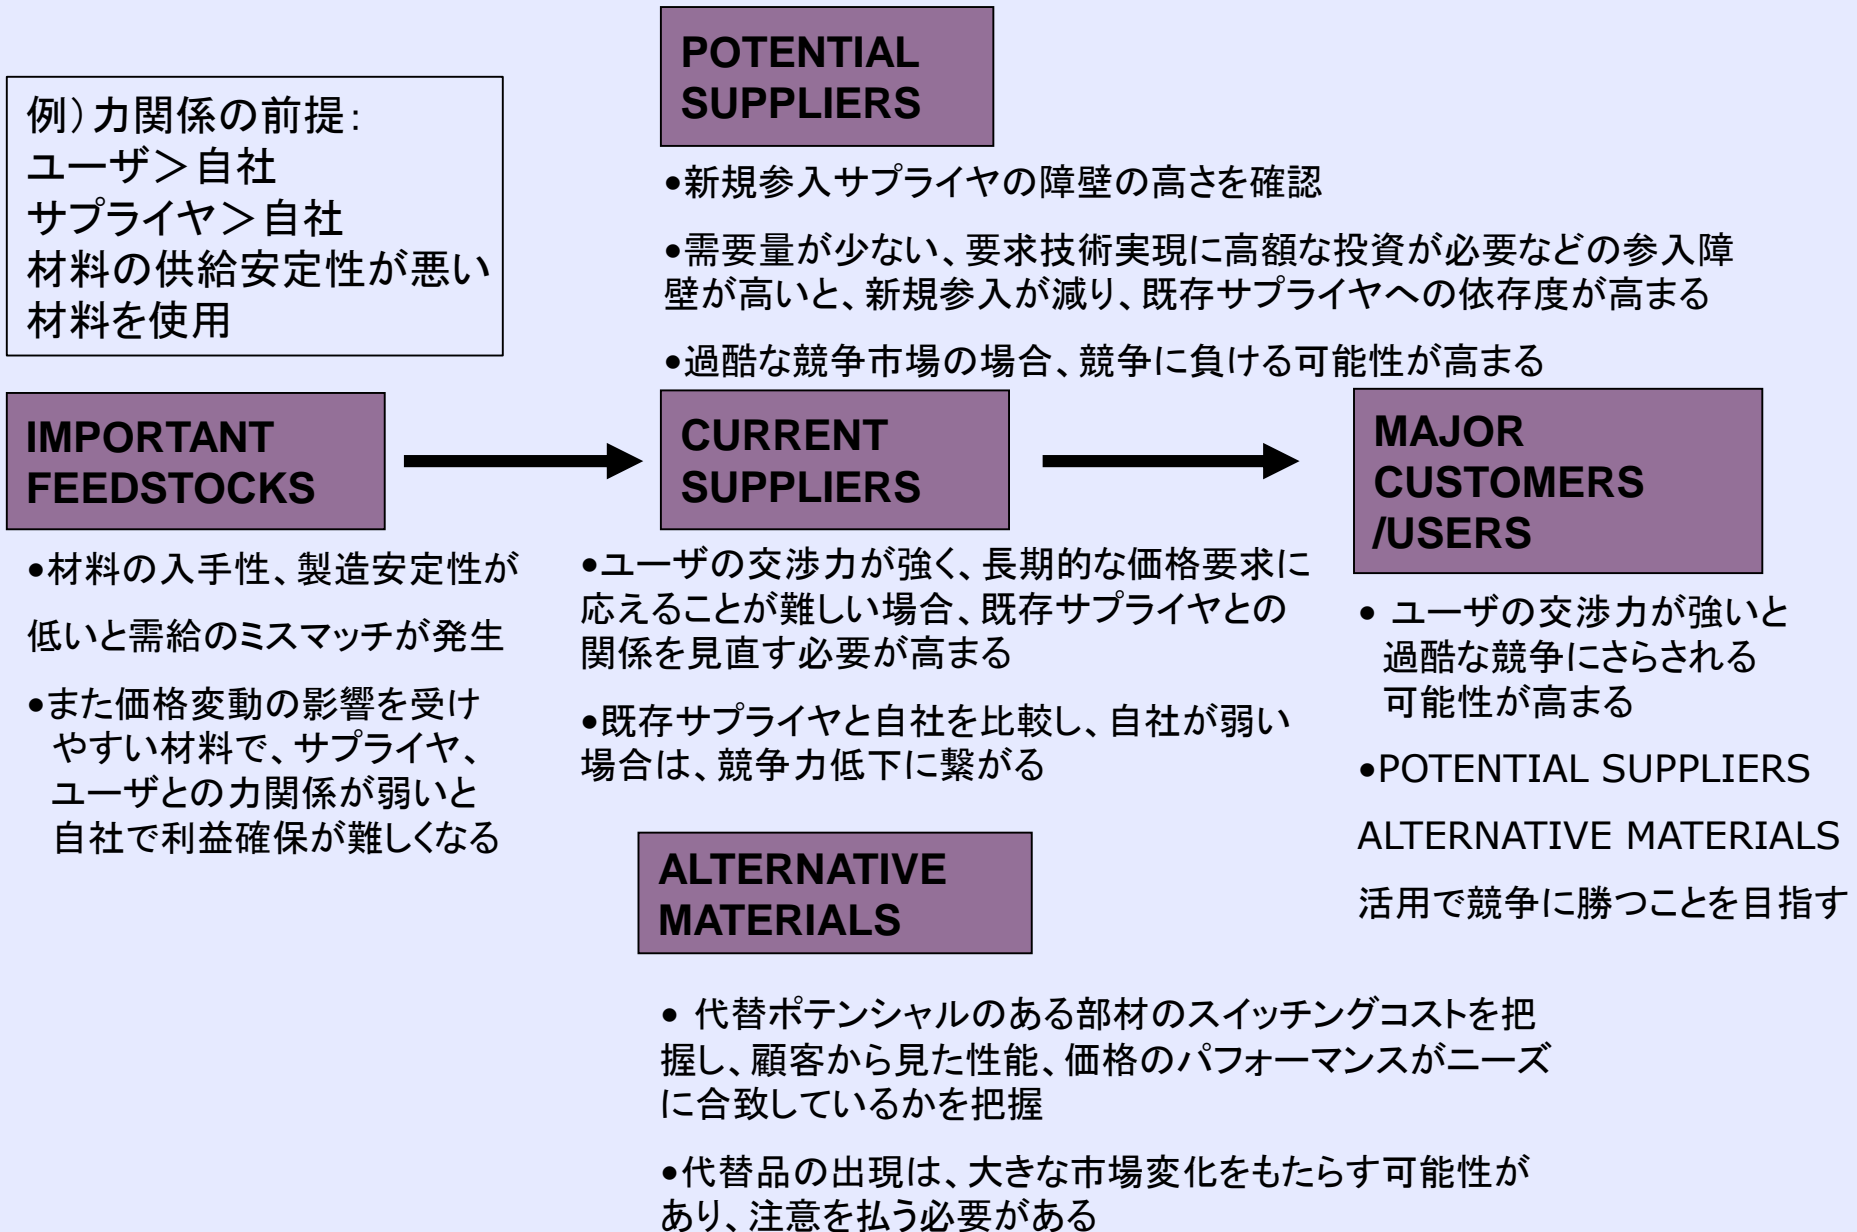 例）力関係の前提：
ユーザ＞自社
サプライヤ＞自社
材料の供給安定性が悪い
材料を使用
POTENTIAL
SUPPLIERS
•新規参入サプライヤの障壁の高さを確認
•需要量が少ない、要求技術実現に高額な投資が必要などの参入障
壁が高いと、新規参入が減り、既存サプライヤへの依存度が高まる
•過酷な競争市場の場合、競争に負ける可能性が高まる
IMPORTANT
FEEDSTOCKS
•材料の入手性、製造安定性が
低いと需給のミスマッチが発生
•また価格変動の影響を受け
やすい材料で、サプライヤ、
ユーザとの力関係が弱いと
自社で利益確保が難しくなる
CURRENT
SUPPLIERS
•ユーザの交渉力が強く、長期的な価格要求に
応えることが難しい場合、既存サプライヤとの
関係を見直す必要が高まる
•既存サプライヤと自社を比較し、自社が弱い
場合は、競争力低下に繋がる
MAJOR
CUSTOMERS
/USERS
• ユーザの交渉力が強いと
過酷な競争にさらされる
可能性が高まる
•POTENTIAL SUPPLIERS
ALTERNATIVE MATERIALS
活用で競争に勝つことを目指す
ALTERNATIVE
MATERIALS
• 代替ポテンシャルのある部材のスイッチングコストを把
握し、顧客から見た性能、価格のパフォーマンスがニーズ
に合致しているかを把握
•代替品の出現は、大きな市場変化をもたらす可能性が
あり、注意を払う必要がある